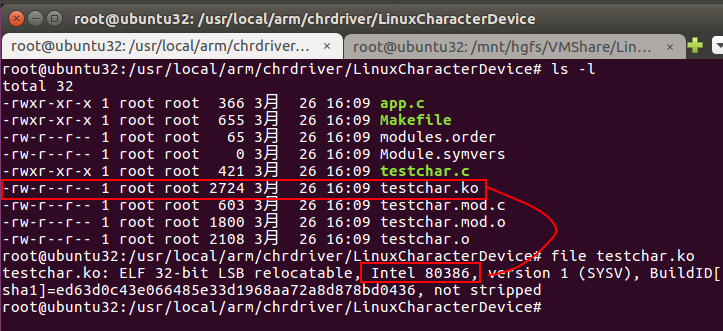 root@ubuntu32: /usr/local/arm/chrdriver/LinuxCharacterDevice
root@ubuntu32: /usr/local/arm/chrdriver... × root@ubuntu32: /mnt/hgfs/VMShare/Lin... ×
root@ubuntu32:/usr/local/arm/chrdriver/LinuxCharacterDevice# ls -l
total 32
-rwxr-xr-x 1 root root 366 3月 26 16:09 app.c
-rwxr-xr-x 1 root root 655 3月 26 16:09 Makefile
-rw-r--r-- 1 root root 65 3月 26 16:09 modules.order
-rw-r--r-- 1 root root 0 3月 26 16:09 Module.symvers
-rwxr-xr-x 1 root root 421 3月 26 16:09 testchar.c
-rw-r--r-- 1 root root 2724 3月 26 16:09 testchar.ko
-rw-r--r-- 1 root root 603 3月 26 16:09 testchar.mod.c
-rw-r--r-- 1 root root 1800 3月 26 16:09 testchar.mod.o
-rw-r--r-- 1 root root 2108 3月 26 16:09 testchar.o
root@ubuntu32:/usr/local/arm/chrdriver/LinuxCharacterDevice# file testchar.ko
testchar.ko: ELF 32-bit LSB relocatable, Intel 80386, version 1 (SYSV), BuildID[
sha1]=ed63d0c43e066485e33d1968aa72a8d878bd0436, not stripped
root@ubuntu32:/usr/local/arm/chrdriver/LinuxCharacterDevice#